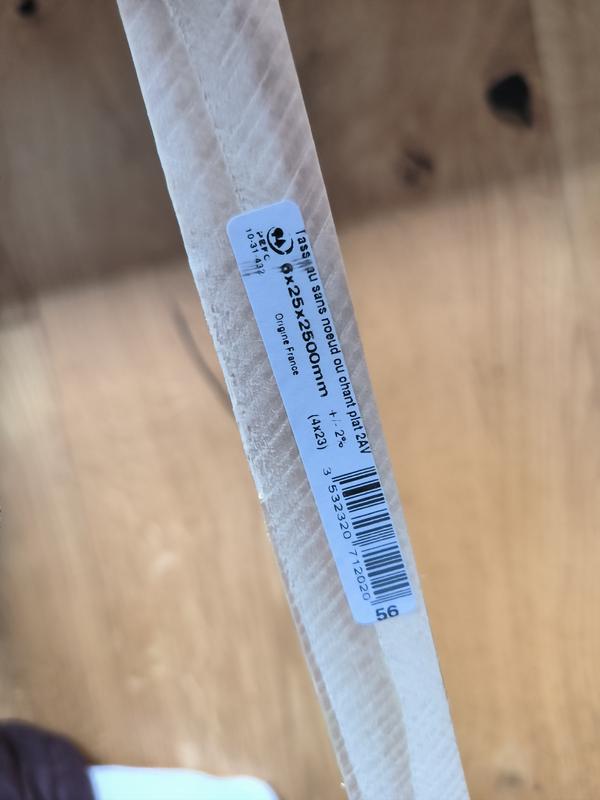 Tasseau sans noeud ou chant plat 2AV
6x25x2500mm +/- 2%
Origine France (4x23)
PEFC
10-31-432
3 532320 712020
56